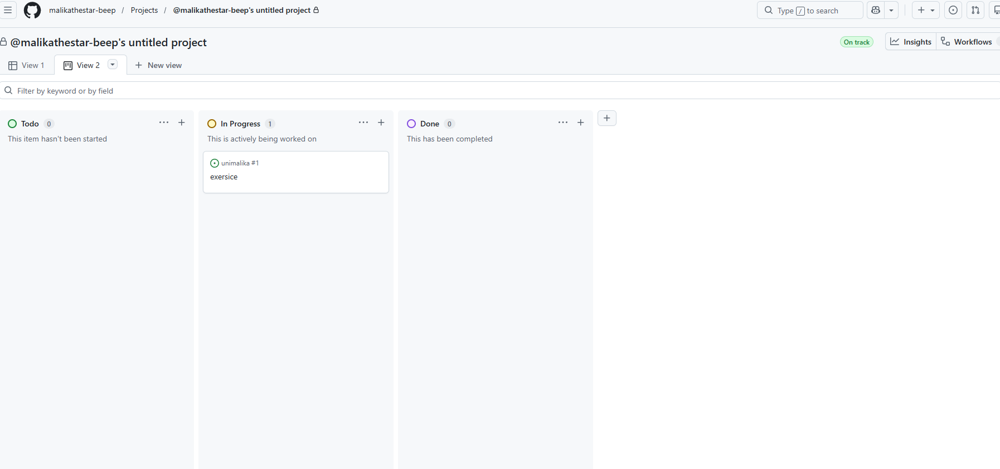 malikathestar-beep / Projects / @malikathestar-beep's untitled project
Type / to search
@malikathestar-beep's untitled project
On track
Insights
Workflows
View 1
View 2
New view
Filter by keyword or by field
Todo 0
This item hasn't been started
In Progress 1
This is actively being worked on
unimalika #1
exersice
Done 0
This has been completed